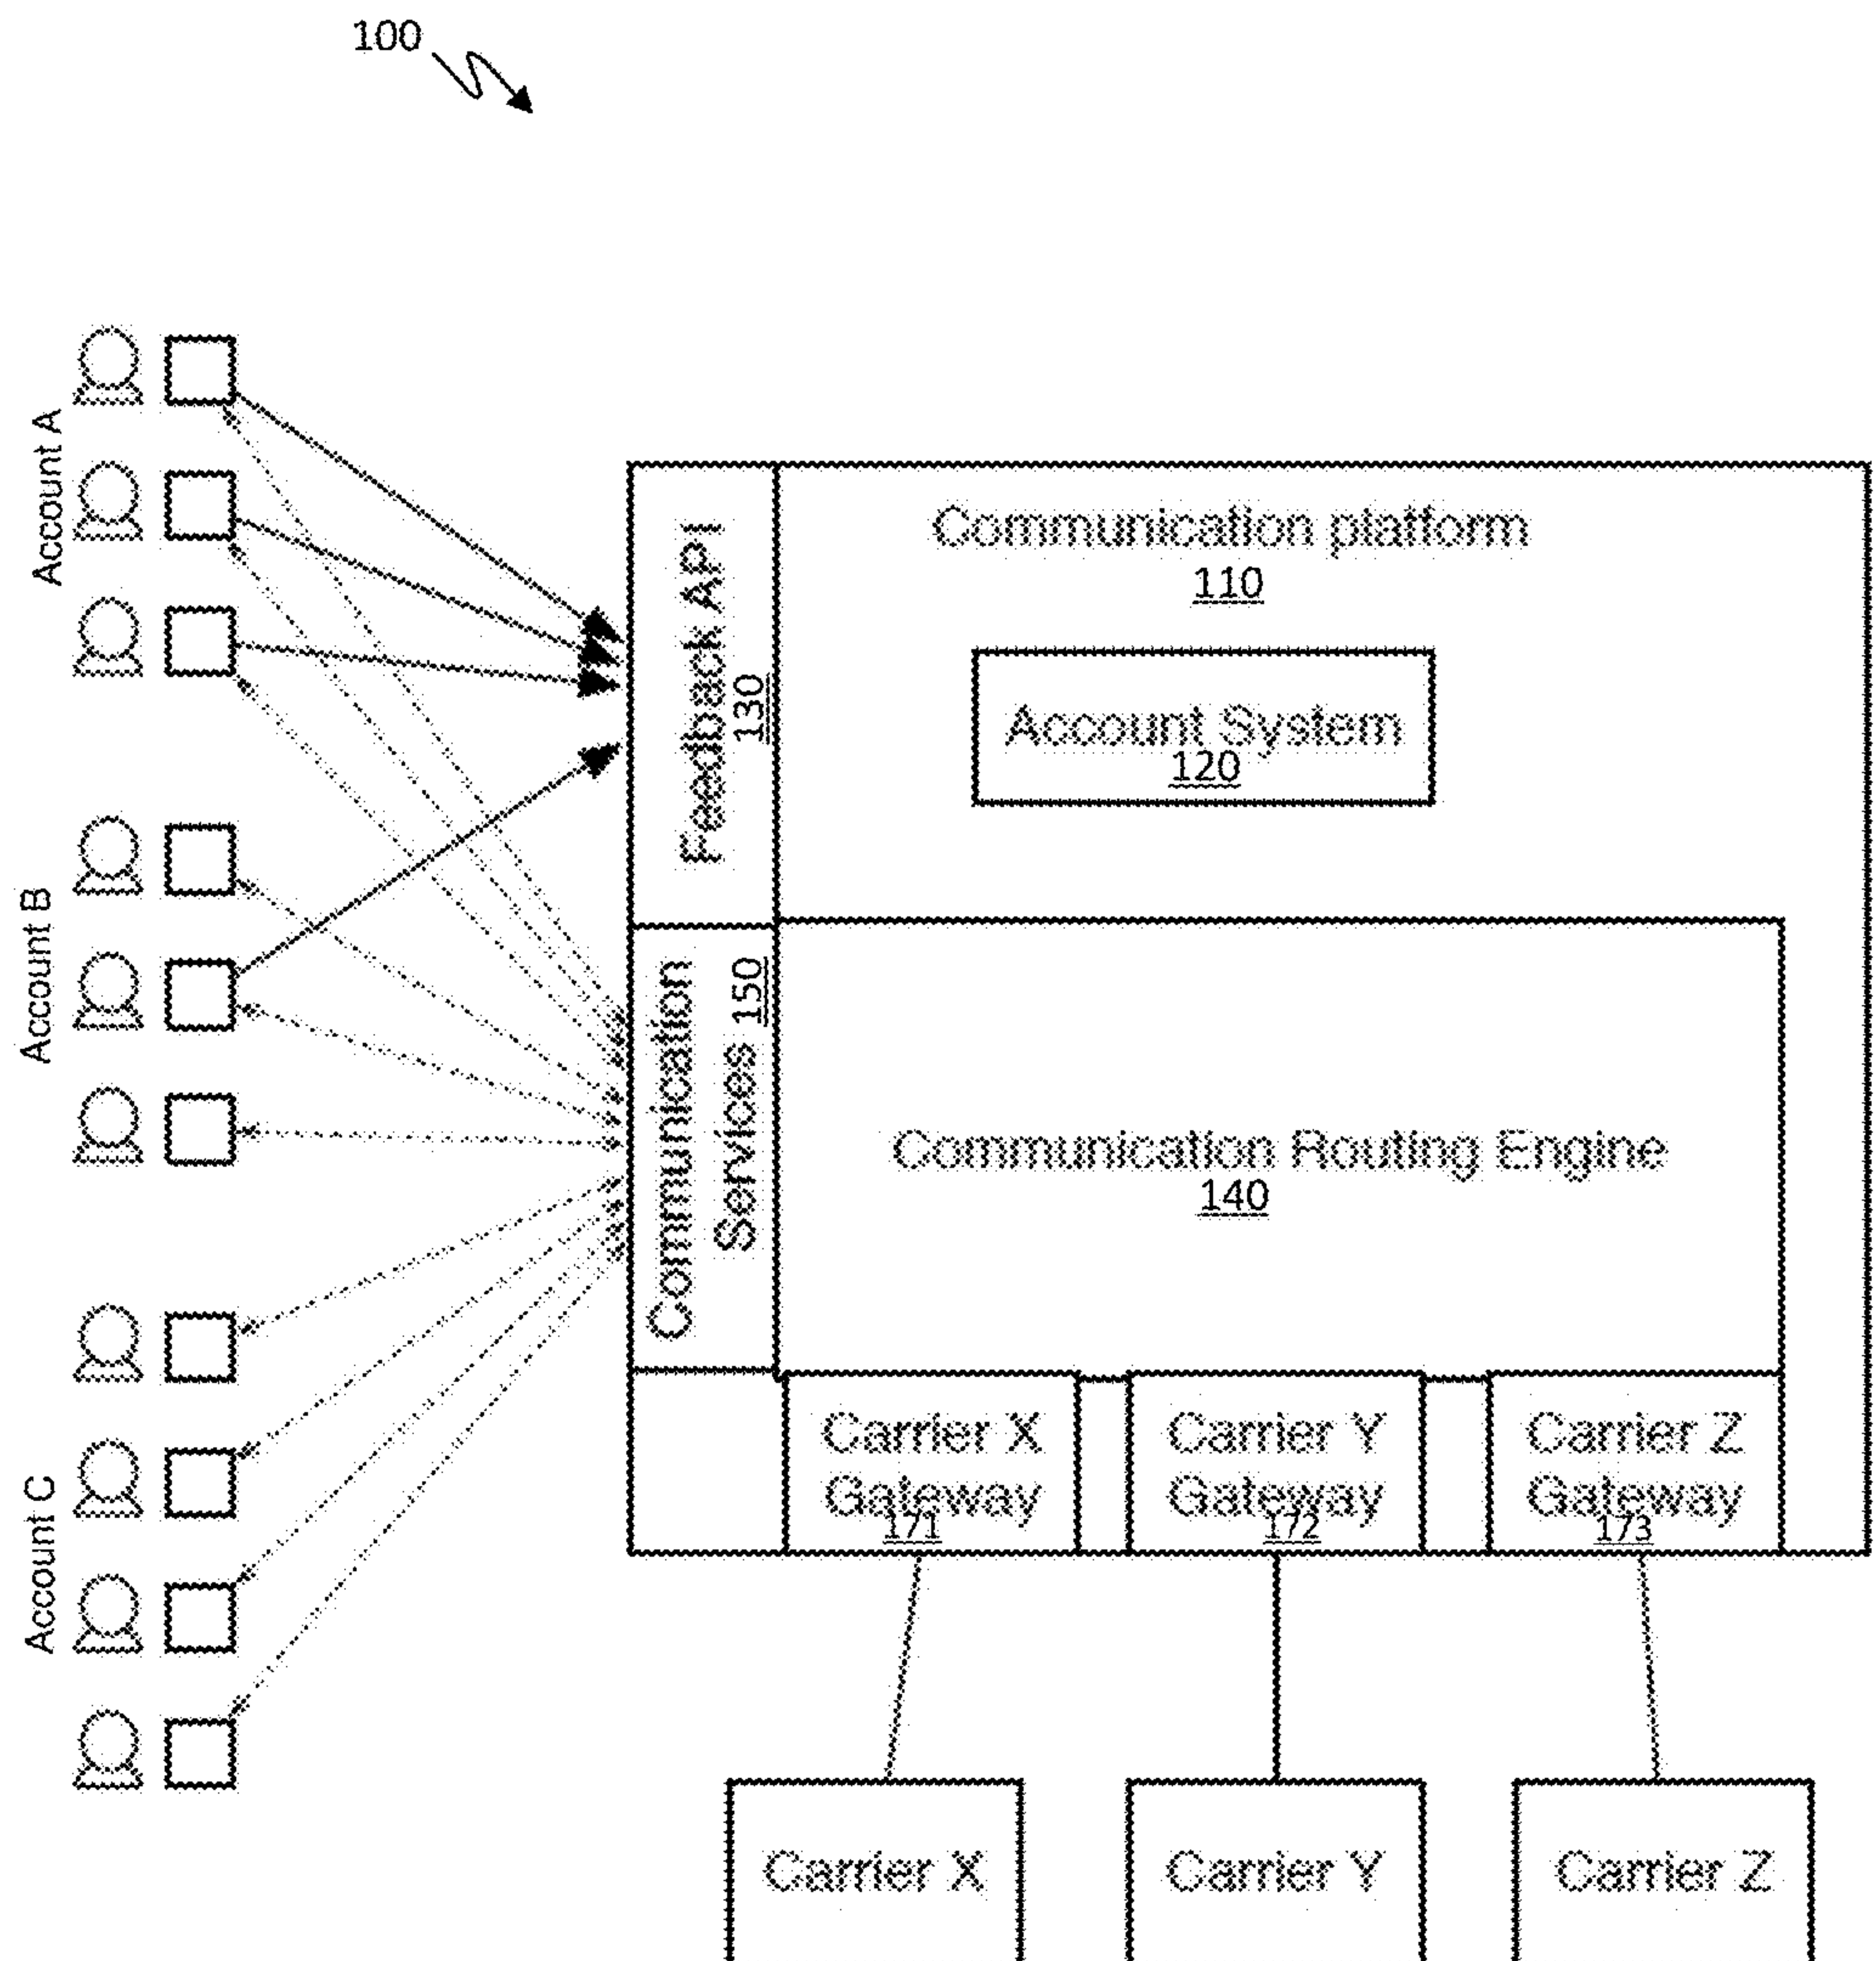 100
Account A
Account B
Account C
Feedback API
130
Communication platform
110
Account System
120
Communication
Services 150
Communication Routing Engine
140
Carrier X
Gateway
171
Carrier Y
Gateway
172
Carrier Z
Gateway
173
Carrier X
Carrier Y
Carrier Z